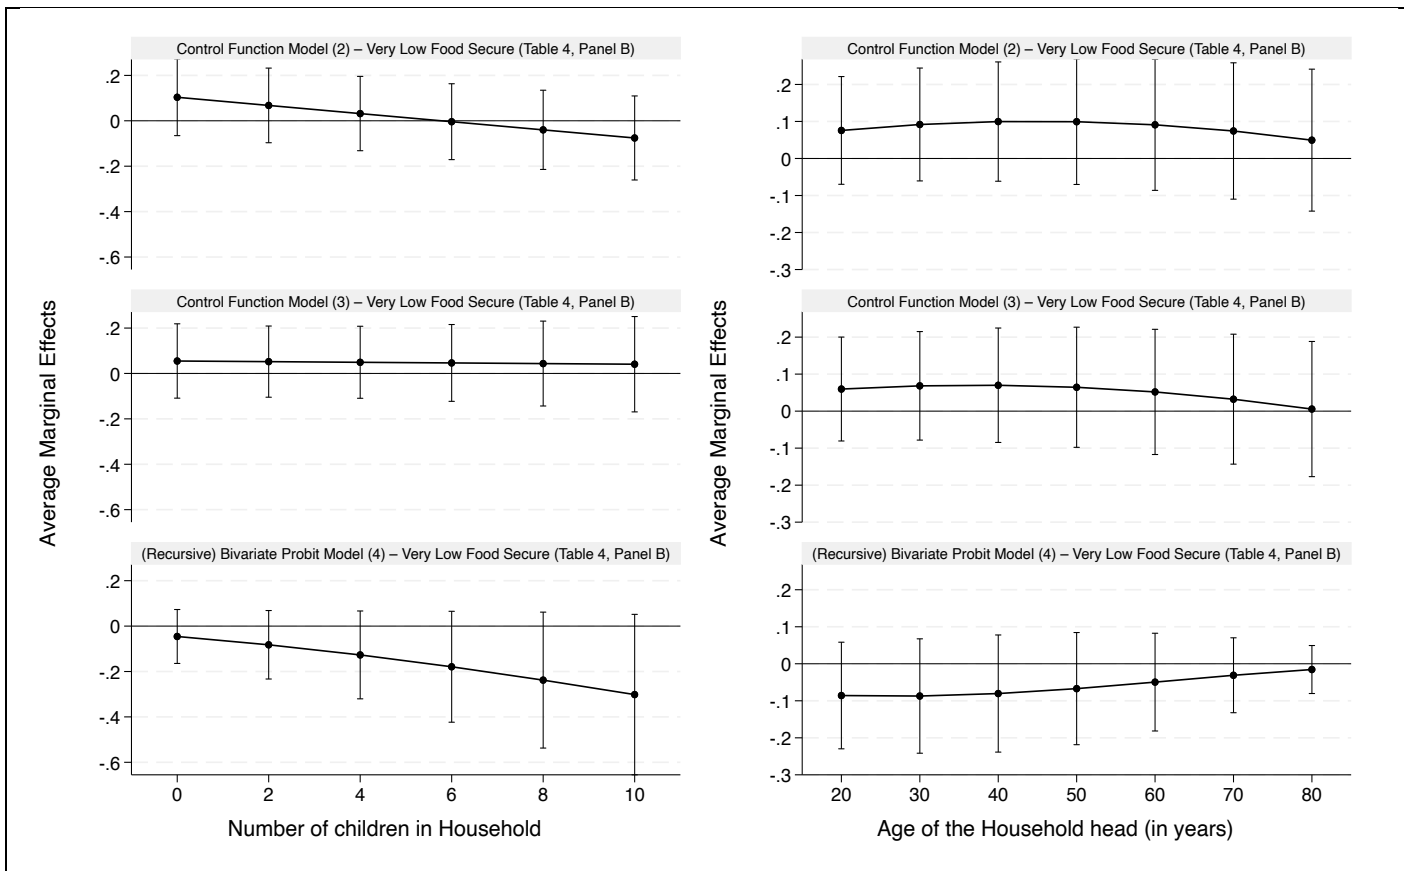 Average Marginal Effects
Control Function Model (2) – Very Low Food Secure (Table 4, Panel B)
.2
0
-.2
-.4
-.6
Control Function Model (3) – Very Low Food Secure (Table 4, Panel B)
.2
0
-.2
-.4
-.6
(Recursive) Bivariate Probit Model (4) – Very Low Food Secure (Table 4, Panel B)
.2
0
-.2
-.4
-.6
0 2 4 6 8 10
Number of children in Household
Average Marginal Effects
Control Function Model (2) – Very Low Food Secure (Table 4, Panel B)
.2
.1
0
-.1
-.2
-.3
Control Function Model (3) – Very Low Food Secure (Table 4, Panel B)
.2
.1
0
-.1
-.2
-.3
(Recursive) Bivariate Probit Model (4) – Very Low Food Secure (Table 4, Panel B)
.2
.1
0
-.1
-.2
-.3
20 30 40 50 60 70 80
Age of the Household head (in years)